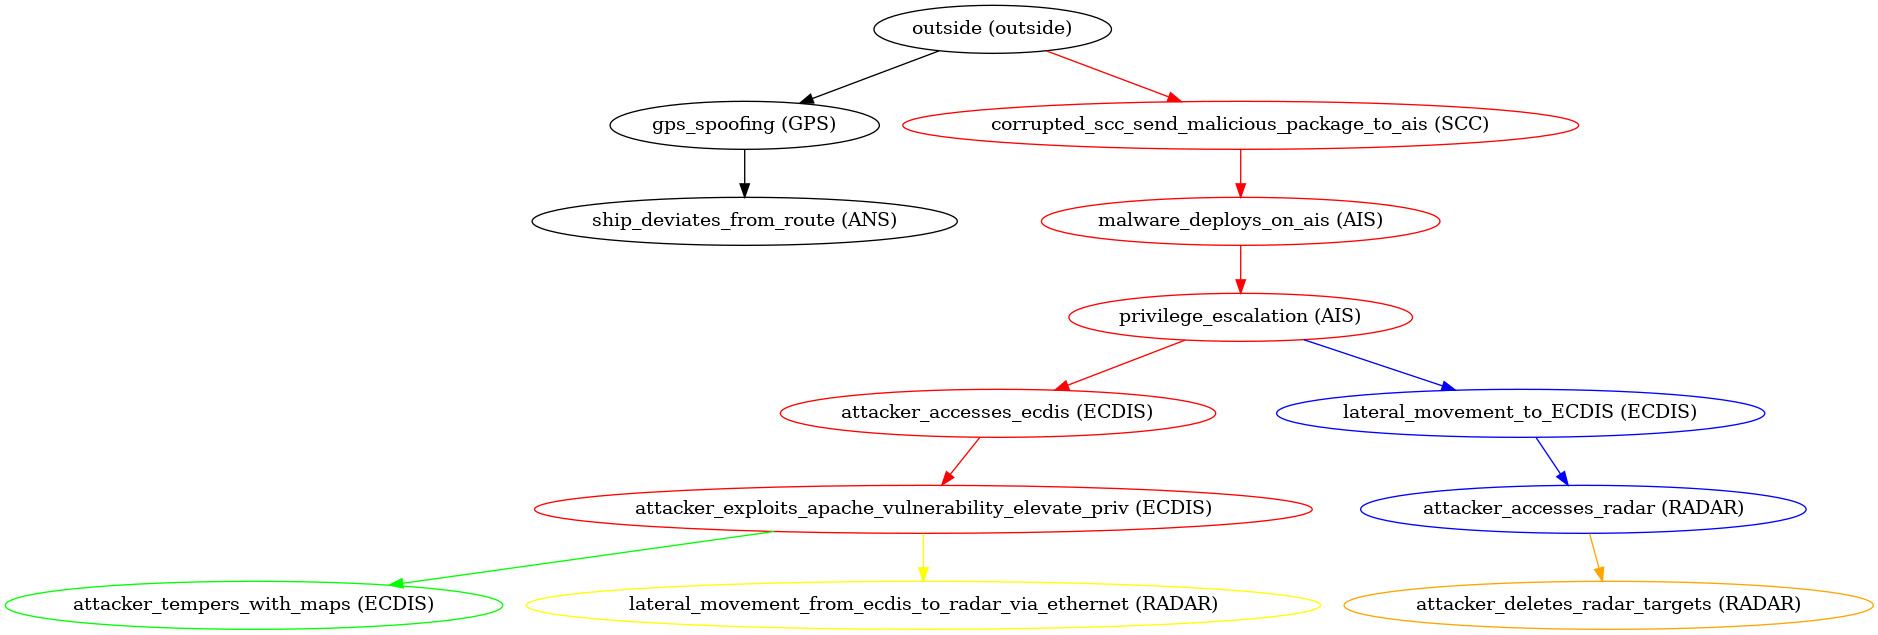 outside (outside)
gps_spoofing (GPS)
corrupted_scc_send_malicious_package_to_ais (SCC)
ship_deviates_from_route (ANS)
malware_deploys_on_ais (AIS)
privilege_escalation (AIS)
attacker_accesses_ecdis (ECDIS)
lateral_movement_to_ECDIS (ECDIS)
attacker_exploits_apache_vulnerability_elevate_priv (ECDIS)
attacker_accesses_radar (RADAR)
attacker_tempers_with_maps (ECDIS)
lateral_movement_from_ecdis_to_radar_via_ethernet (RADAR)
attacker_deletes_radar_targets (RADAR)